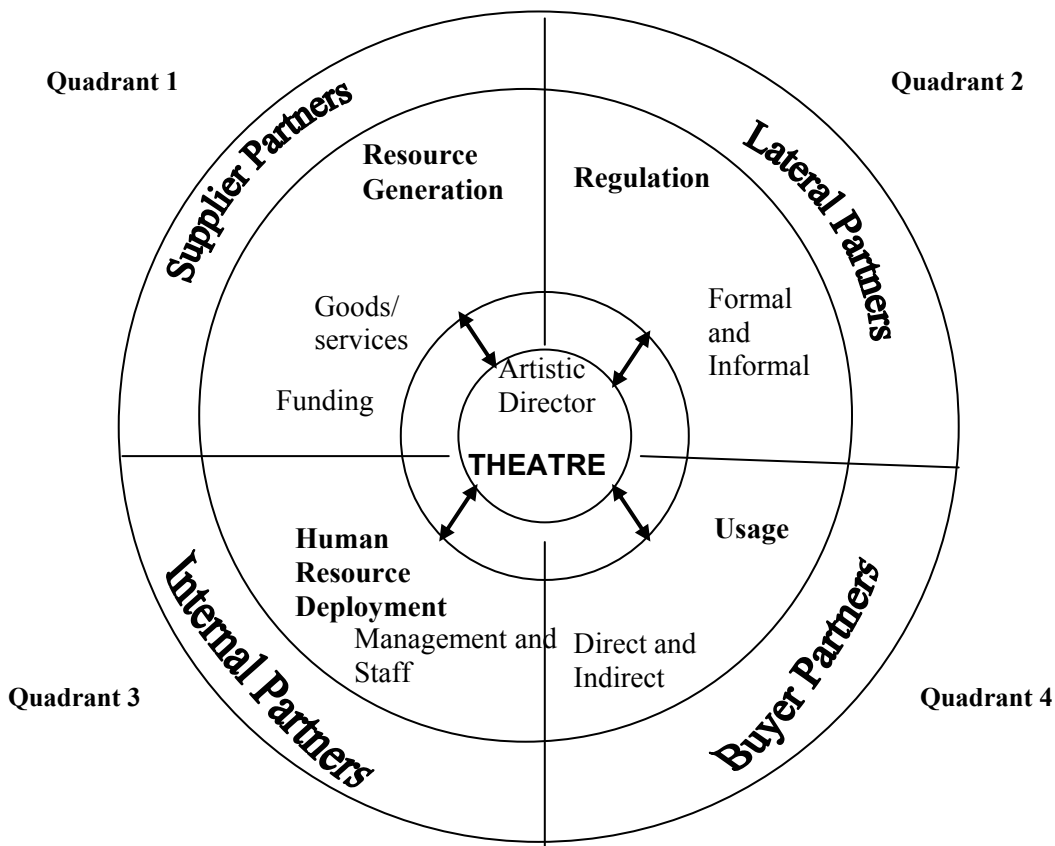 Quadrant 1
Quadrant 2
Supplier Partners
Lateral Partners
Resource
Generation
Regulation
Goods/
services
Funding
Formal
and
Informal
Artistic
Director
THEATRE
Human
Resource
Deployment
Management and
Staff
Usage
Direct and
Indirect
Internal Partners
Buyer Partners
Quadrant 3
Quadrant 4